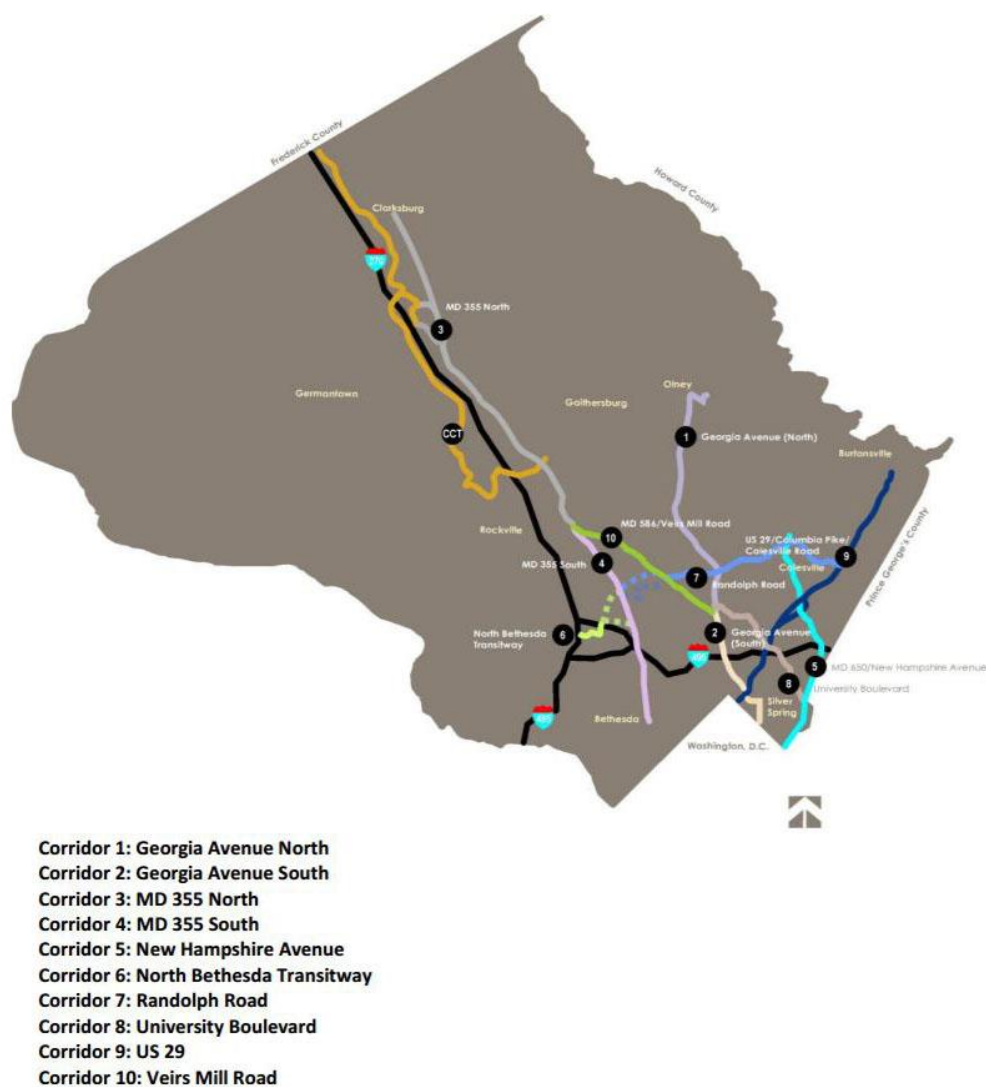 Frederick County
Howard County
Clarksburg
270
MD 355 North
3
Germantown
Gaithersburg
Olney
1
Georgia Avenue (North)
CCT
Burtonsville
Rockville
MD 586/Veirs Mill Road
10
US 29/Columbia Pike/
Colesville Road
9
MD 355 South
4
Colesville
7
Randolph Road
Prince George's County
North Bethesda
Transitway
6
2
Georgia Avenue
(South)
495
5
MD 650/New Hampshire Avenue
8
University Boulevard
Silver
Spring
495
Bethesda
Washington, D.C.
Corridor 1: Georgia Avenue North
Corridor 2: Georgia Avenue South
Corridor 3: MD 355 North
Corridor 4: MD 355 South
Corridor 5: New Hampshire Avenue
Corridor 6: North Bethesda Transitway
Corridor 7: Randolph Road
Corridor 8: University Boulevard
Corridor 9: US 29
Corridor 10: Veirs Mill Road